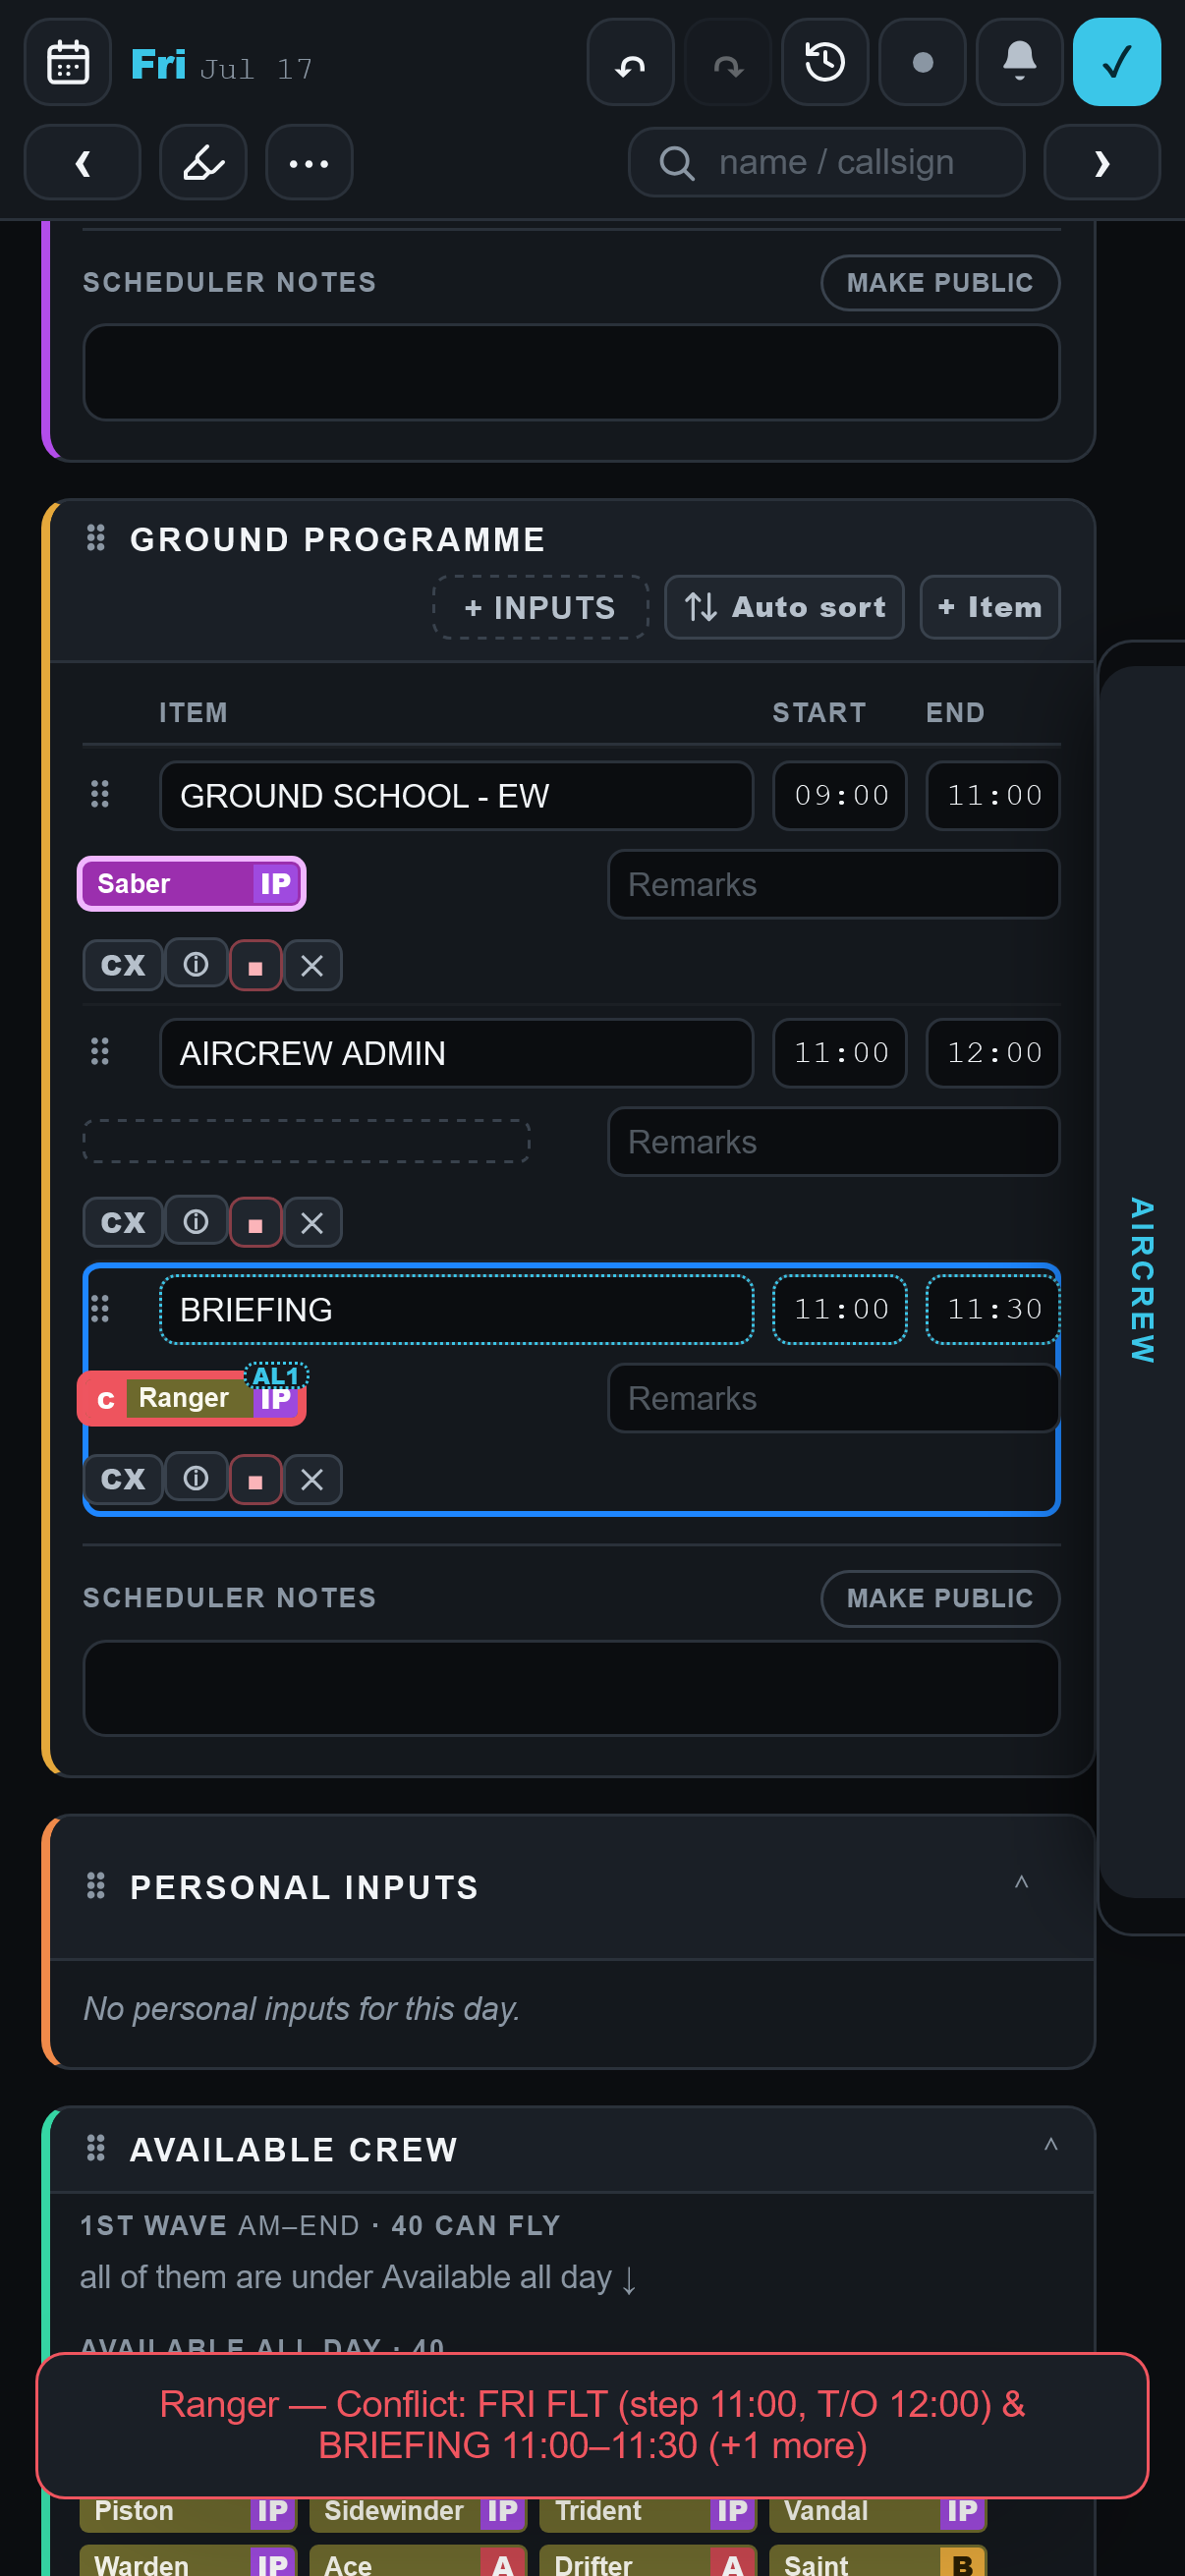 Fri Jul 17
name / callsign
SCHEDULER NOTES MAKE PUBLIC
GROUND PROGRAMME
+ INPUTS Auto sort + Item
ITEM START END
GROUND SCHOOL - EW 09:00 11:00
Saber IP Remarks
CX
AIRCREW ADMIN 11:00 12:00
Remarks
CX
BRIEFING 11:00 11:30
AL1
C Ranger IP Remarks
CX
SCHEDULER NOTES MAKE PUBLIC
AIRCREW
PERSONAL INPUTS
No personal inputs for this day.
AVAILABLE CREW
1ST WAVE AM–END · 40 CAN FLY
all of them are under Available all day ↓
AVAILABLE ALL DAY · 40
Ranger — Conflict: FRI FLT (step 11:00, T/O 12:00) &
BRIEFING 11:00–11:30 (+1 more)
Piston IP Sidewinder IP Trident IP Vandal IP
Warden IP Ace A Drifter A Saint B